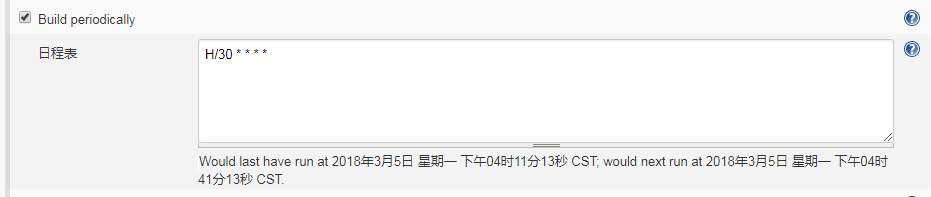 Build periodically
日程表
H/30 * * * *
Would last have run at 2018年3月5日 星期一 下午04时11分13秒 CST; would next run at 2018年3月5日 星期一 下午04时
41分13秒 CST.